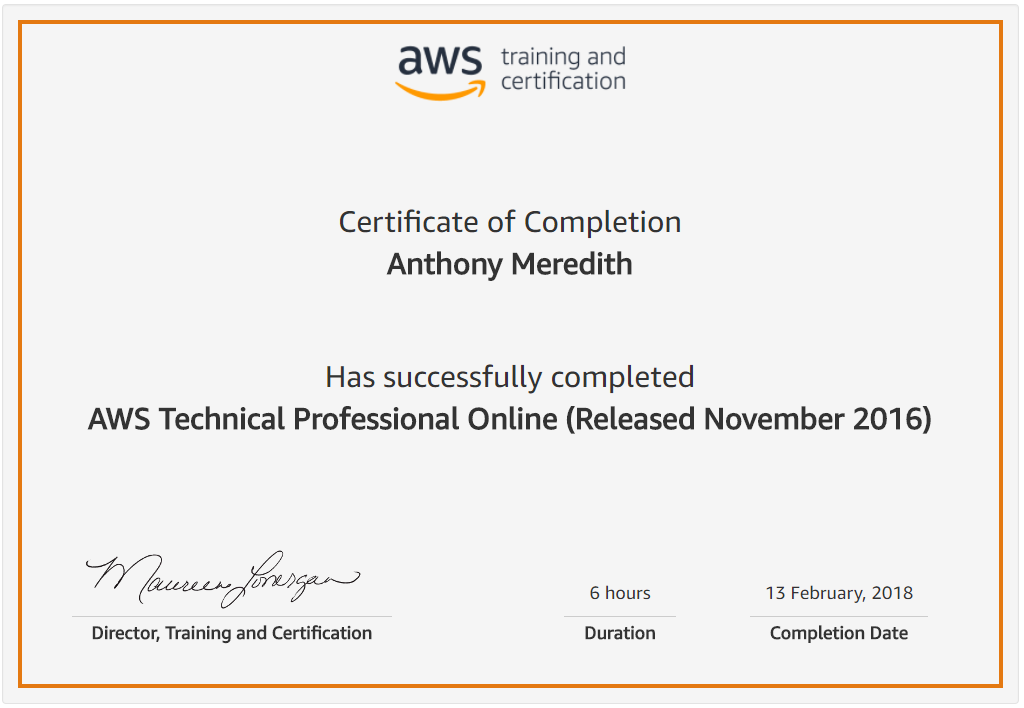 aws training and
certification
Certificate of Completion
Anthony Meredith
Has successfully completed
AWS Technical Professional Online (Released November 2016)
Maureen Lonergan
Director, Training and Certification
6 hours
Duration
13 February, 2018
Completion Date